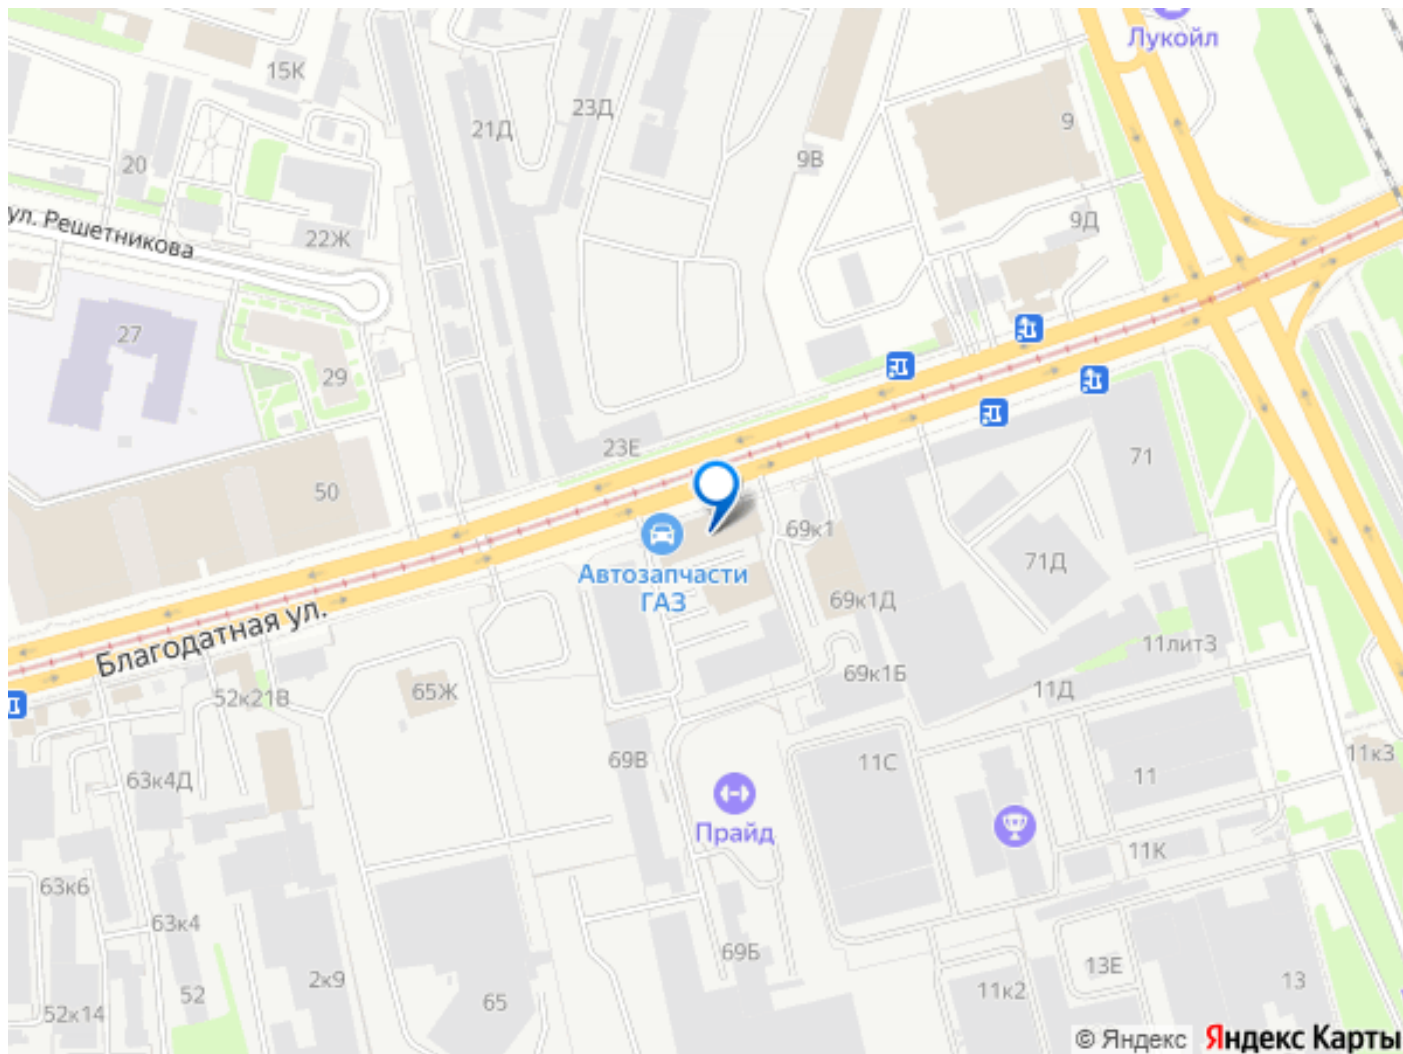 Лукойл
15К
23Д
21Д
9
9В
20
ул. Решетникова
22Ж
9Д
27
29
23Е
71
50
69к1
Автозапчасти
ГАЗ
71Д
69к1Д
Благодатная ул.
11лит3
69к1Б
65Ж
52к21В
11Д
69В
11С
11к3
63к4Д
11
Прайд
11К
63к6
63к4
69Б
13Е
2к9
52
65
11к2
13
52к14
© Яндекс
Яндекс Карты